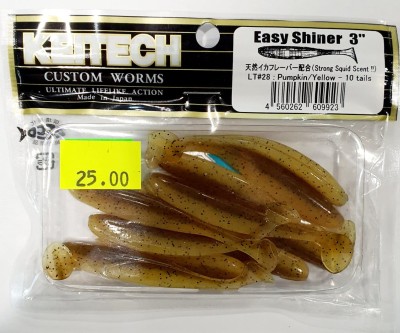 KEITECH
CUSTOM WORMS
ULTIMATE LIFELIKE ACTION
Made In Japan
Easy Shiner 3"
天然イカフレーバー配合(Strong Squid Scent!!)
LT#28 : Pumpkin/Yellow - 10 tails
4 560262 609923
25.00